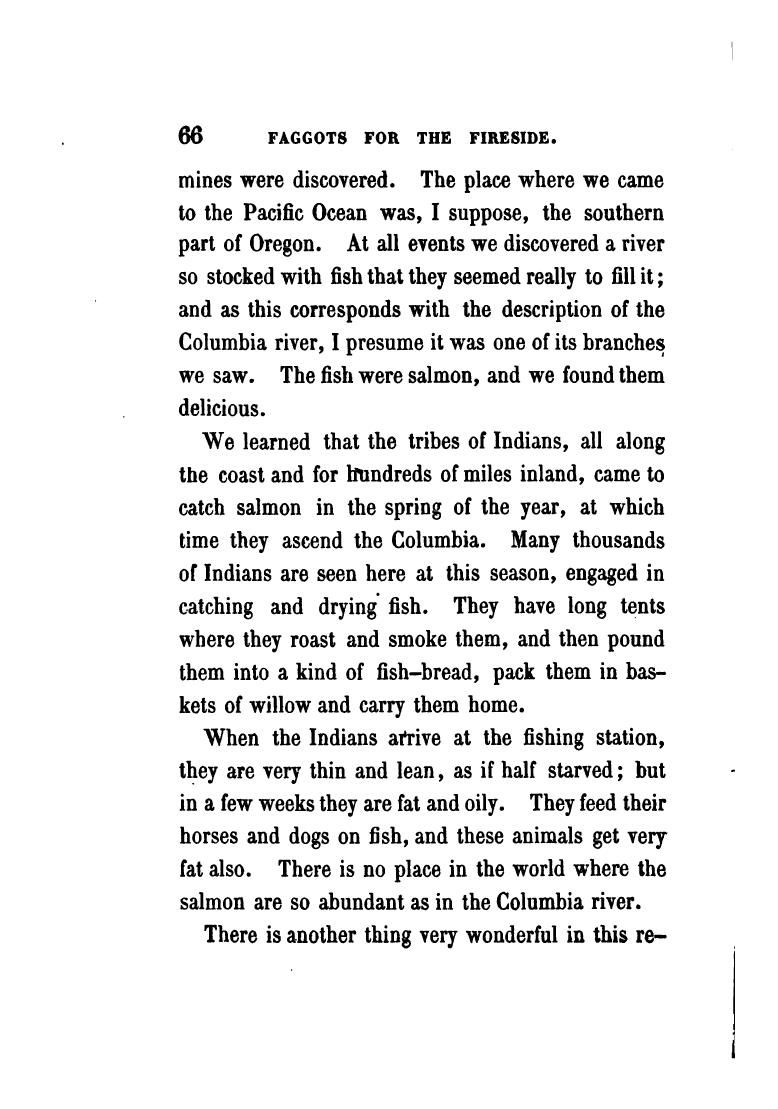 66 FAGGOTS FOR THE FIRESIDE.
mines were discovered. The place where we came
to the Pacific Ocean was, I suppose, the southern
part of Oregon. At all events we discovered a river
so stocked with fish that they seemed really to fill it;
and as this corresponds with the description of the
Columbia river, I presume it was one of its branches
we saw. The fish were salmon, and we found them
delicious.
We learned that the tribes of Indians, all along
the coast and for hundreds of miles inland, came to
catch salmon in the spring of the year, at which
time they ascend the Columbia. Many thousands
of Indians are seen here at this season, engaged in
catching and drying fish. They have long tents
where they roast and smoke them, and then pound
them into a kind of fish-bread, pack them in bas-
kets of willow and carry them home.
When the Indians arrive at the fishing station,
they are very thin and lean, as if half starved; but
in a few weeks they are fat and oily. They feed their
horses and dogs on fish, and these animals get very
fat also. There is no place in the world where the
salmon are so abundant as in the Columbia river.
There is another thing very wonderful in this re-